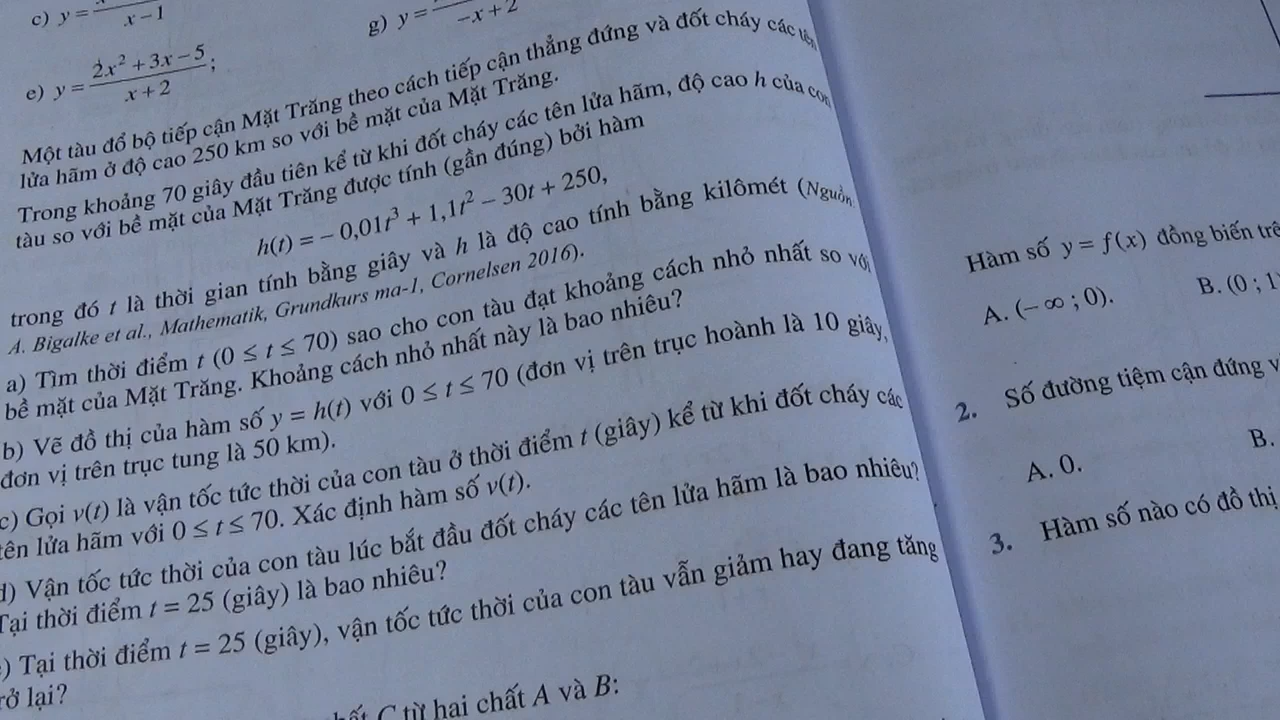 c) y = x − 1
g) y = −x + 2
e) y = 2x² + 3x − 5 / x + 2;
Một tàu đổ bộ tiếp cận Mặt Trăng theo cách tiếp cận thẳng đứng và đốt cháy các tên
lửa hãm ở độ cao 250 km so với bề mặt của Mặt Trăng.
Trong khoảng 70 giây đầu tiên kể từ khi đốt cháy các tên lửa hãm, độ cao h của con
tàu so với bề mặt của Mặt Trăng được tính (gần đúng) bởi hàm
h(t) = − 0,01t³ + 1,1t² − 30t + 250,
trong đó t là thời gian tính bằng giây và h là độ cao tính bằng kilômét (Nguồn:
A. Bigalke et al., Mathematik, Grundkurs ma-1, Cornelsen 2016).
a) Tìm thời điểm t (0 ≤ t ≤ 70) sao cho con tàu đạt khoảng cách nhỏ nhất so với
bề mặt của Mặt Trăng. Khoảng cách nhỏ nhất này là bao nhiêu?
b) Vẽ đồ thị của hàm số y = h(t) với 0 ≤ t ≤ 70 (đơn vị trên trục hoành là 10 giây,
đơn vị trên trục tung là 50 km).
c) Gọi v(t) là vận tốc tức thời của con tàu ở thời điểm t (giây) kể từ khi đốt cháy các
tên lửa hãm với 0 ≤ t ≤ 70. Xác định hàm số v(t).
d) Vận tốc tức thời của con tàu lúc bắt đầu đốt cháy các tên lửa hãm là bao nhiêu?
Tại thời điểm t = 25 (giây) là bao nhiêu?
) Tại thời điểm t = 25 (giây), vận tốc tức thời của con tàu vẫn giảm hay đang tăng
trở lại?
C từ hai chất A và B:
Hàm số y = f(x) đồng biến trê
A. (− ∞ ; 0).
B. (0 ; 1
2. Số đường tiệm cận đứng v
A. 0.
B.
3. Hàm số nào có đồ thị